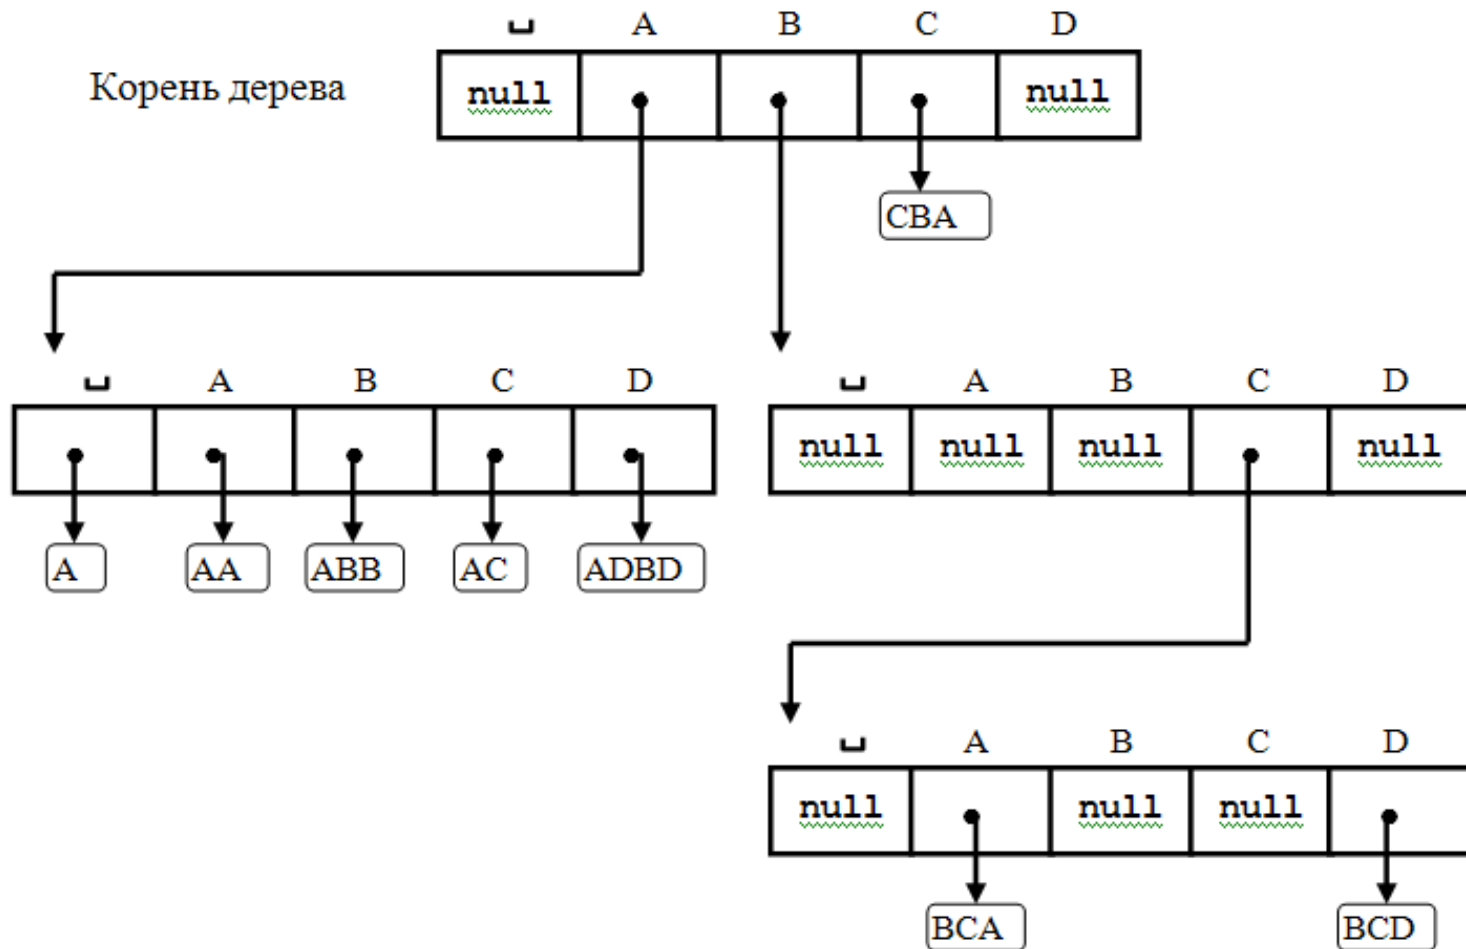 ␣ A B C D
Корень дерева
null null
CBA
␣ A B C D ␣ A B C D
null null null null
A AA ABB AC ADBD
␣ A B C D
null null null
BCA BCD